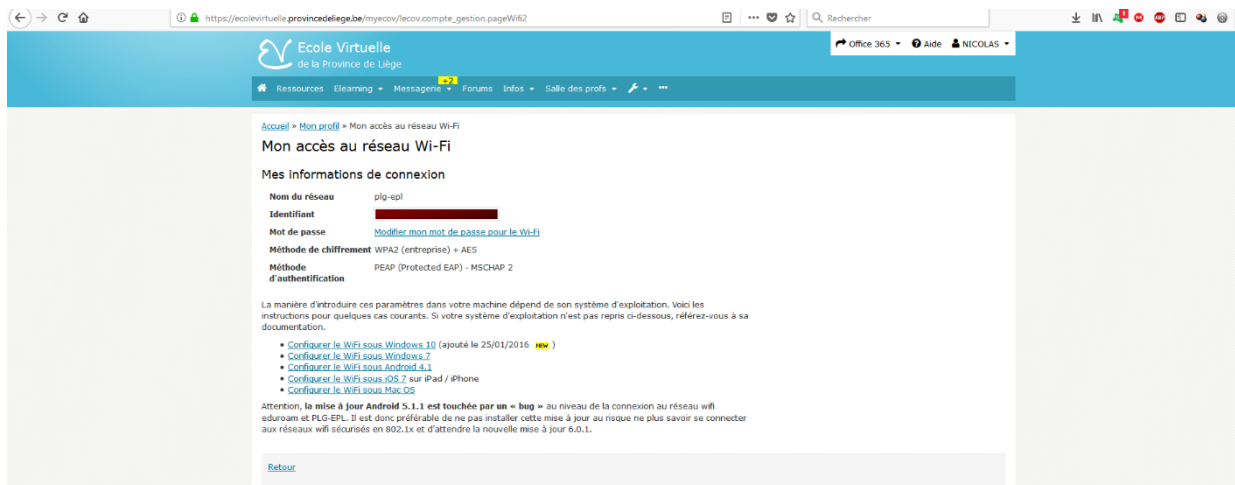 https://ecolevirtuelle.provincedeliege.be/myecov/lecov.compte_gestion.pageWifi2
Rechercher
1
ABP
Ecole Virtuelle
de la Province de Liège
Office 365 Aide NICOLAS
+2
Ressources Elearning Messagerie Forums Infos Salle des profs
Accueil » Mon profil » Mon accès au réseau Wi-Fi
Mon accès au réseau Wi-Fi
Mes informations de connexion
Nom du réseau plg-epl
Identifiant
Mot de passe Modifier mon mot de passe pour le Wi-Fi
Méthode de chiffrement WPA2 (entreprise) + AES
Méthode PEAP (Protected EAP) - MSCHAP 2
d'authentification
La manière d'introduire ces paramètres dans votre machine dépend de son système d'exploitation. Voici les
instructions pour quelques cas courants. Si votre système d'exploitation n'est pas repris ci-dessous, référez-vous à sa
documentation.
• Configurer le WiFi sous Windows 10 (ajouté le 25/01/2016 NEW )
• Configurer le WiFi sous Windows 7
• Configurer le WiFi sous Android 4.1
• Configurer le WiFi sous iOS 7 sur iPad / iPhone
• Configurer le WiFi sous Mac OS
Attention, la mise à jour Android 5.1.1 est touchée par un « bug » au niveau de la connexion au réseau wifi
eduroam et PLG-EPL. Il est donc préférable de ne pas installer cette mise à jour au risque ne plus savoir se connecter
aux réseaux wifi sécurisés en 802.1x et d'attendre la nouvelle mise à jour 6.0.1.
Retour